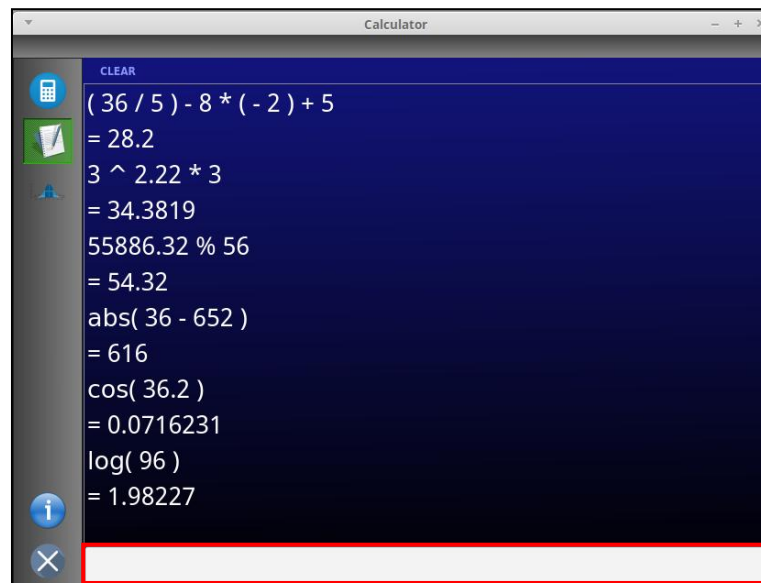 Calculator
CLEAR
( 36 / 5 ) - 8 * ( - 2 ) + 5
= 28.2
3 ^ 2.22 * 3
= 34.3819
55886.32 % 56
= 54.32
abs( 36 - 652 )
= 616
cos( 36.2 )
= 0.0716231
log( 96 )
= 1.98227